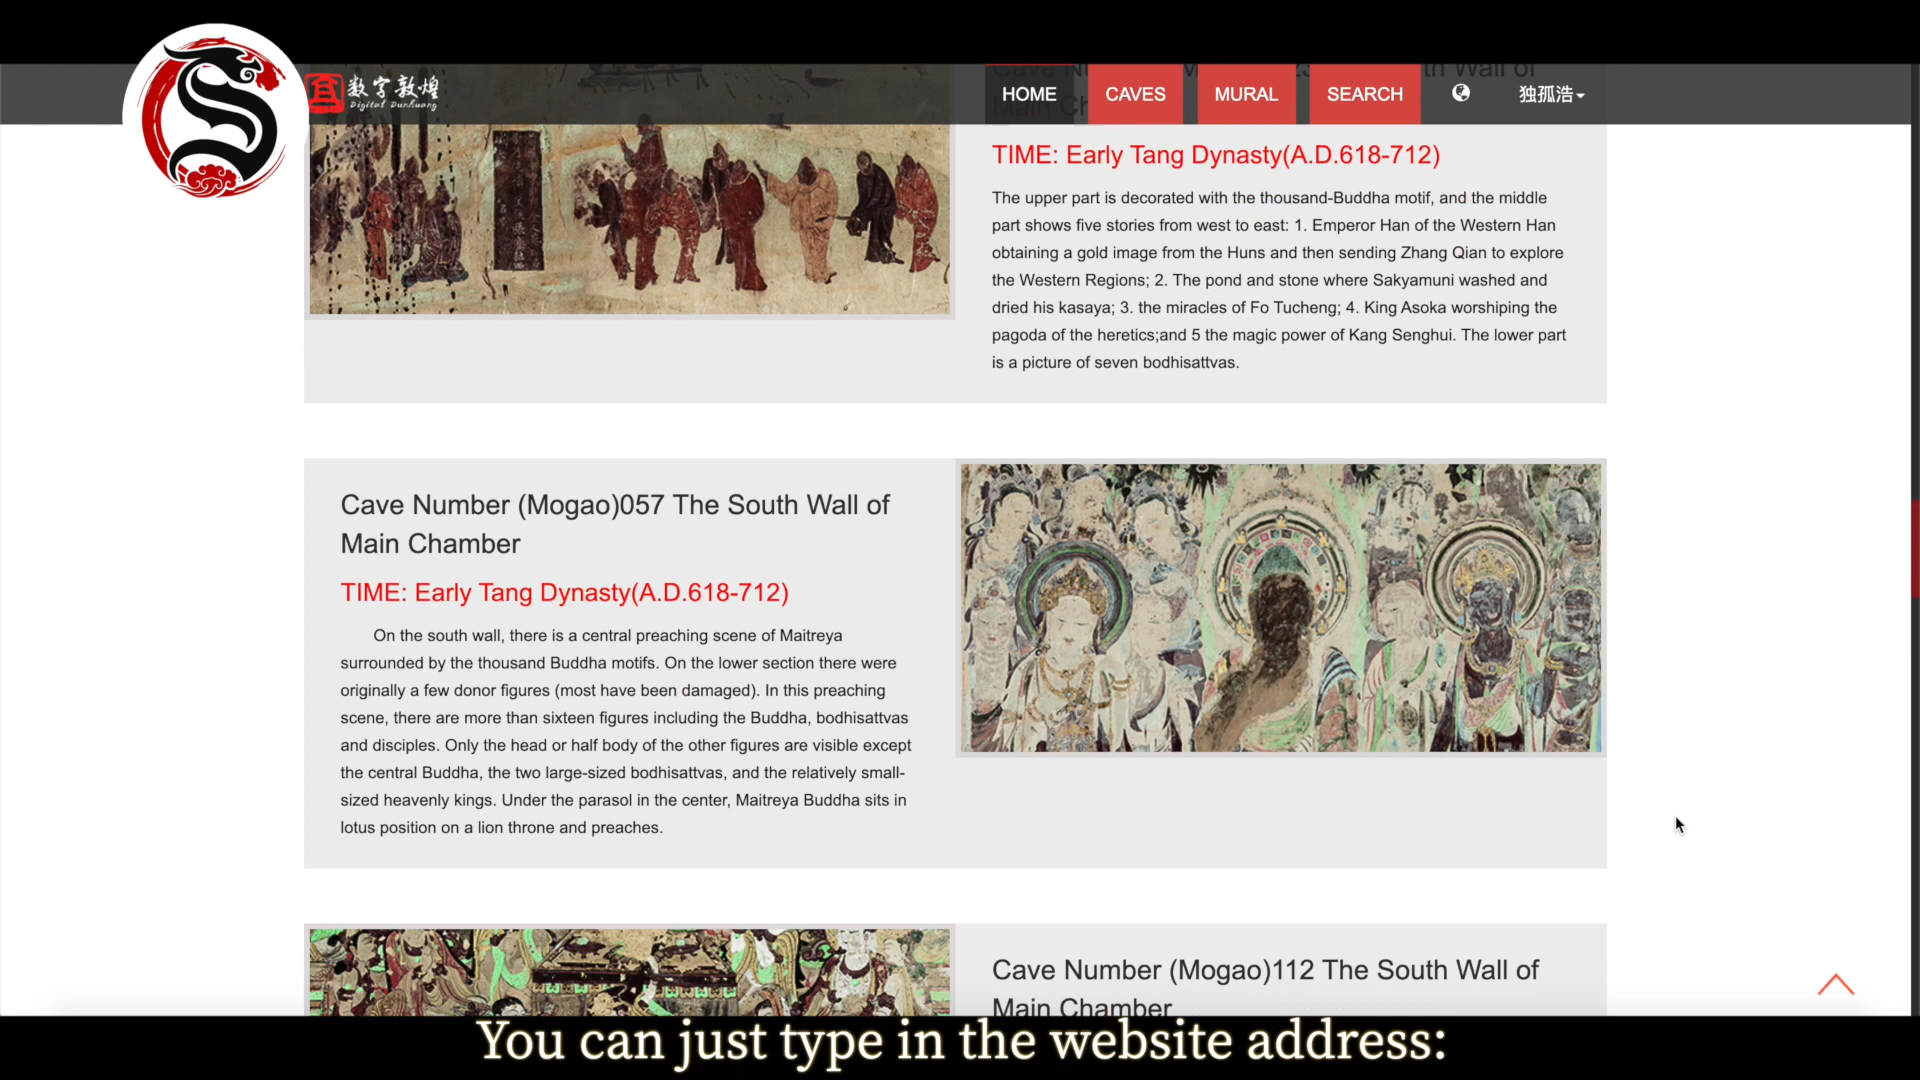 数字敦煌
Digital Dunhuang
HOME
CAVES
MURAL
SEARCH
独孤浩
TIME: Early Tang Dynasty(A.D.618-712)
The upper part is decorated with the thousand-Buddha motif, and the middle
part shows five stories from west to east: 1. Emperor Han of the Western Han
obtaining a gold image from the Huns and then sending Zhang Qian to explore
the Western Regions; 2. The pond and stone where Sakyamuni washed and
dried his kasaya; 3. the miracles of Fo Tucheng; 4. King Asoka worshiping the
pagoda of the heretics;and 5 the magic power of Kang Senghui. The lower part
is a picture of seven bodhisattvas.
Cave Number (Mogao)057 The South Wall of
Main Chamber
TIME: Early Tang Dynasty(A.D.618-712)
On the south wall, there is a central preaching scene of Maitreya
surrounded by the thousand Buddha motifs. On the lower section there were
originally a few donor figures (most have been damaged). In this preaching
scene, there are more than sixteen figures including the Buddha, bodhisattvas
and disciples. Only the head or half body of the other figures are visible except
the central Buddha, the two large-sized bodhisattvas, and the relatively small-
sized heavenly kings. Under the parasol in the center, Maitreya Buddha sits in
lotus position on a lion throne and preaches.
Cave Number (Mogao)112 The South Wall of
Main Chamber
You can just type in the website address: